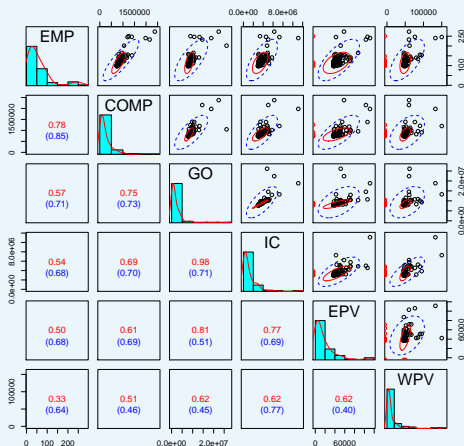 0 1500000 0.0e+00 8.0e+06 0 100000
EMP
0 100 250
COMP
0 1500000
0.78
(0.85)
GO
0.0e+00 2.0e+07
0.57 0.75
(0.71) (0.73)
IC
0.0e+00 8.0e+06
0.54 0.69 0.98
(0.68) (0.70) (0.71)
EPV
0 60000
0.50 0.61 0.81 0.77
(0.68) (0.69) (0.51) (0.69)
WPV
0 100000
0.33 0.51 0.62 0.62 0.62
(0.64) (0.46) (0.45) (0.77) (0.40)
0 100 200 0.0e+00 2.0e+07 0 60000